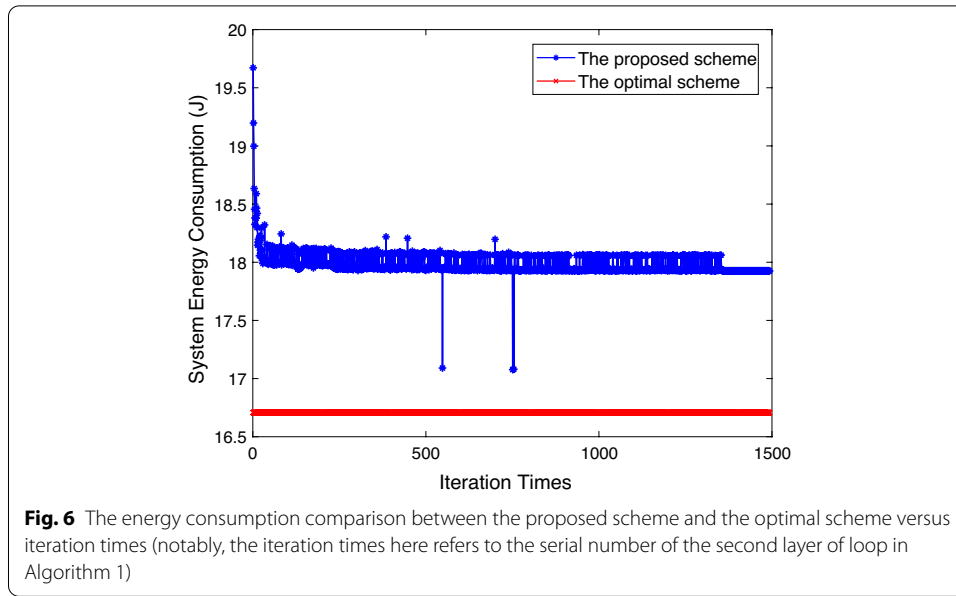 20
19.5
19
18.5
18
17.5
17
16.5
System Energy Consumption (J)
The proposed scheme
The optimal scheme
0
500
1000
1500
Iteration Times
Fig. 6 The energy consumption comparison between the proposed scheme and the optimal scheme versus
iteration times (notably, the iteration times here refers to the serial number of the second layer of loop in
Algorithm 1)